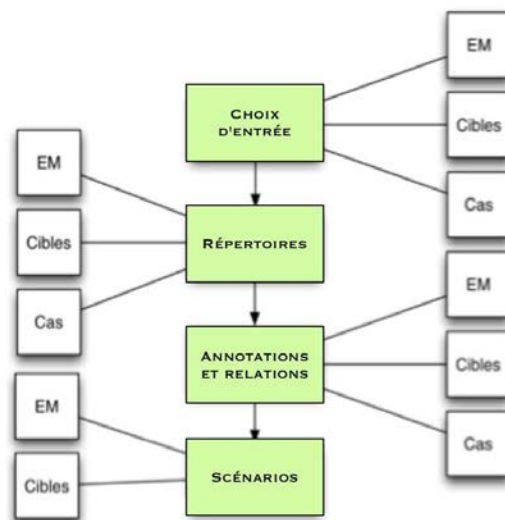 EM
CHOIX
D'ENTRÉE
Cibles
EM
Cas
RÉPERTOIRES
Cibles
EM
Cas
ANNOTATIONS
ET RELATIONS
Cibles
EM
Cas
SCÉNARIOS
Cibles